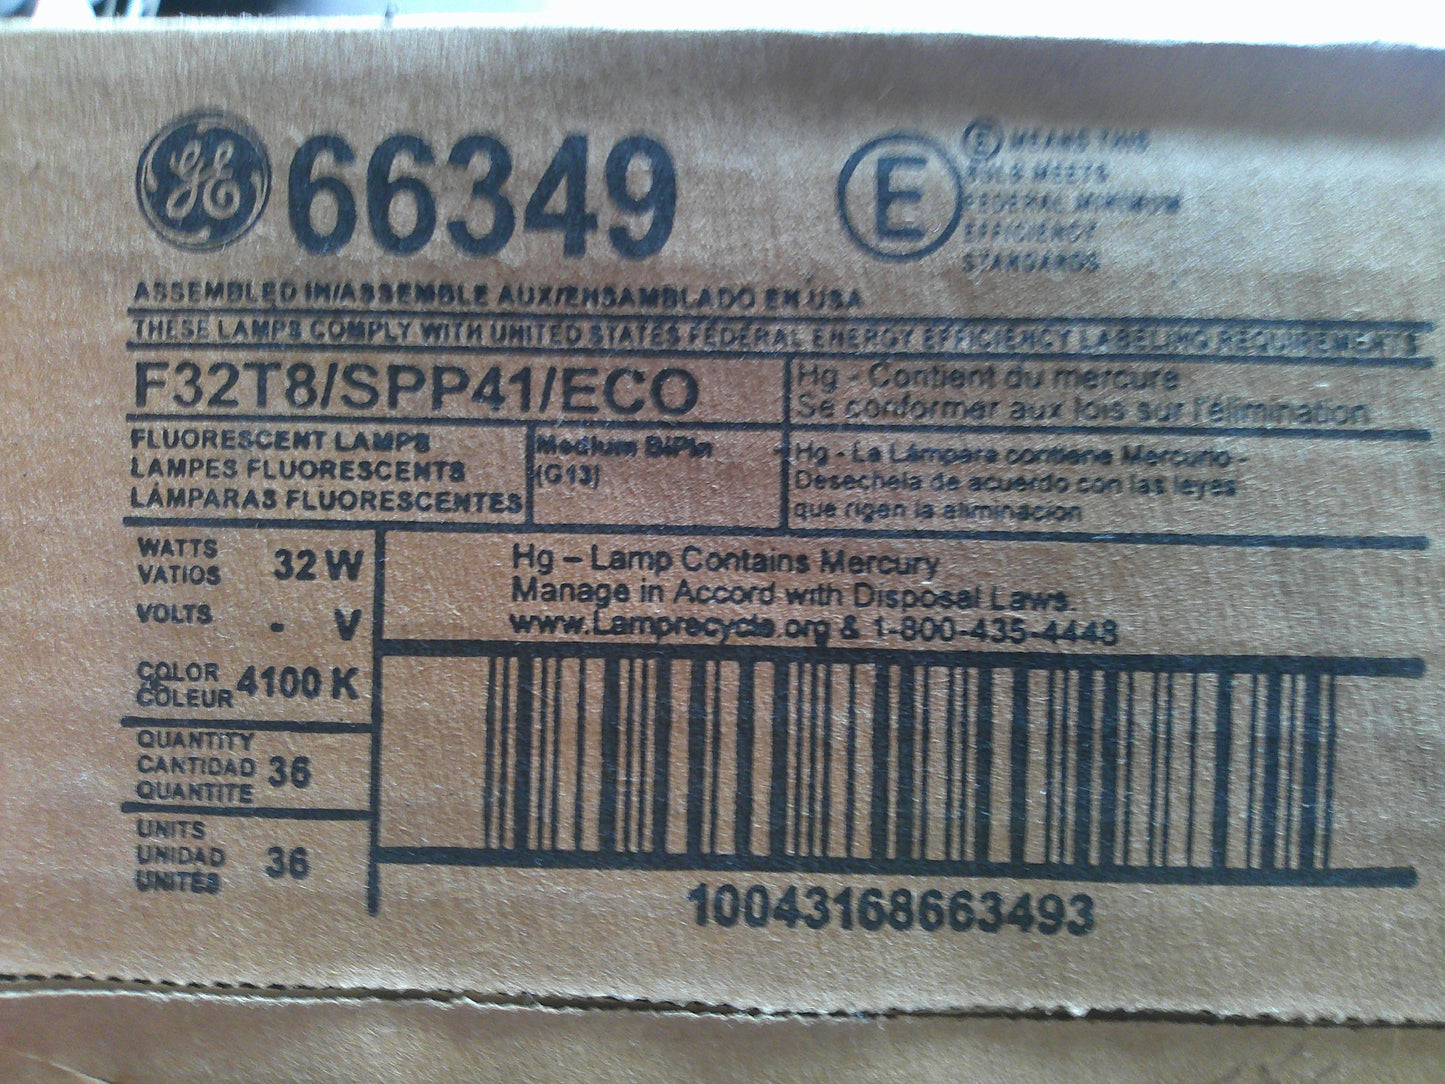 GE 66349
E
E MEANS THIS
BULB MEETS
FEDERAL MINIMUM
EFFICIENCY
STANDARDS
ASSEMBLED IN/ASSEMBLE AUX/ENSAMBLADO EN USA
THESE LAMPS COMPLY WITH UNITED STATES FEDERAL ENERGY EFFICIENCY LABELING REQUIREMENTS
F32T8/SPP41/ECO
Hg - Contient du mercure
Se conformer aux lois sur l'élimination
FLUORESCENT LAMPS
LAMPES FLUORESCENTS
LÁMPARAS FLUORESCENTES
Medium BiPin
(G13)
Hg - La Lámpara contiene Mercurio -
Desechela de acuerdo con las leyes
que rigen la eliminacion
WATTS
VATIOS
32 W
VOLTS
- V
COLOR
COLEUR
4100 K
Hg – Lamp Contains Mercury
Manage in Accord with Disposal Laws.
www.Lamprecycle.org & 1-800-435-4448
QUANTITY
CANTIDAD
QUANTITE
36
UNITS
UNIDAD
UNITÉS
36
10043168663493